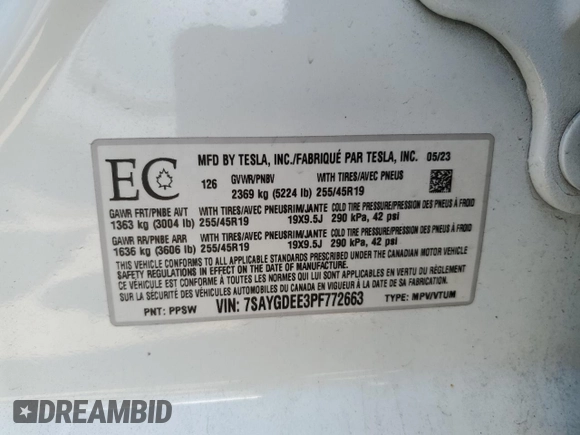 EC
MFD BY TESLA, INC./FABRIQUÉ PAR TESLA, INC. 05/23
126 GVWR/PNBV WITH TIRES/AVEC PNEUS
2369 kg (5224 lb) 255/45R19
GAWR FRT/PNBE AVT WITH TIRES/AVEC PNEUS RIM/JANTE COLD TIRE PRESSURE/PRESSION DES PNEUS À FROID
1363 kg (3004 lb) 255/45R19 19X9.5J 290 kPa, 42 psi
GAWR RR/PNBE ARR WITH TIRES/AVEC PNEUS RIM/JANTE COLD TIRE PRESSURE/PRESSION DES PNEUS À FROID
1636 kg (3606 lb) 255/45R19 19X9.5J 290 kPa, 42 psi
THIS VEHICLE CONFORMS TO ALL APPLICABLE STANDARDS PRESCRIBED UNDER THE CANADIAN MOTOR VEHICLE
SAFETY REGULATIONS IN EFFECT ON THE DATE OF MANUFACTURE
CE VÉHICULE EST CONFORME À TOUTES LES NORMES QUI LUI SONT APPLICABLES EN VERTU DU RÈGLEMENT
SUR LA SÉCURITÉ DES VÉHICULES AUTOMOBILES DU CANADA EN VIGUEUR À LA DATE DE SA
FABRICATION
PNT: PPSW VIN: 7SAYGDEE3PF772663 TYPE: MPV/VTUM
DREAMBID